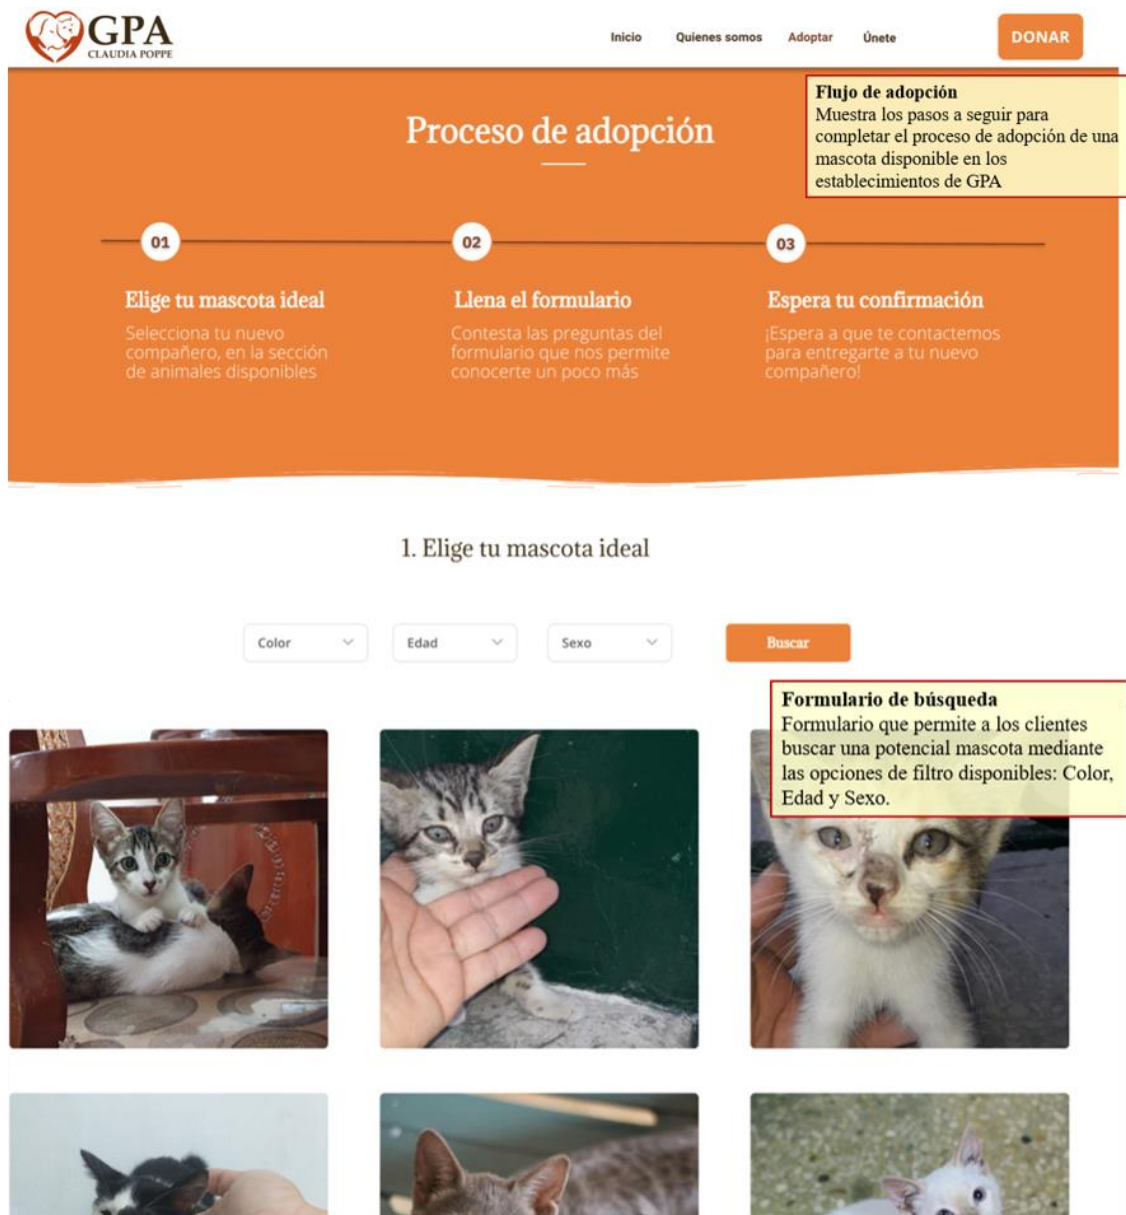 GPA
CLAUDIA POPPE
Inicio
Quienes somos
Adoptar
Únete
DONAR
Flujo de adopción
Muestra los pasos a seguir para
completar el proceso de adopción de una
mascota disponible en los
establecimientos de GPA
Proceso de adopción
01
02
03
Elige tu mascota ideal
Selecciona tu nuevo
compañero, en la sección
de animales disponibles
Llena el formulario
Contesta las preguntas del
formulario que nos permite
conocerte un poco más
Espera tu confirmación
¡Espera a que te contactemos
para entregarte a tu nuevo
compañero!
1. Elige tu mascota ideal
Color
Edad
Sexo
Buscar
Formulario de búsqueda
Formulario que permite a los clientes
buscar una potencial mascota mediante
las opciones de filtro disponibles: Color,
Edad y Sexo.